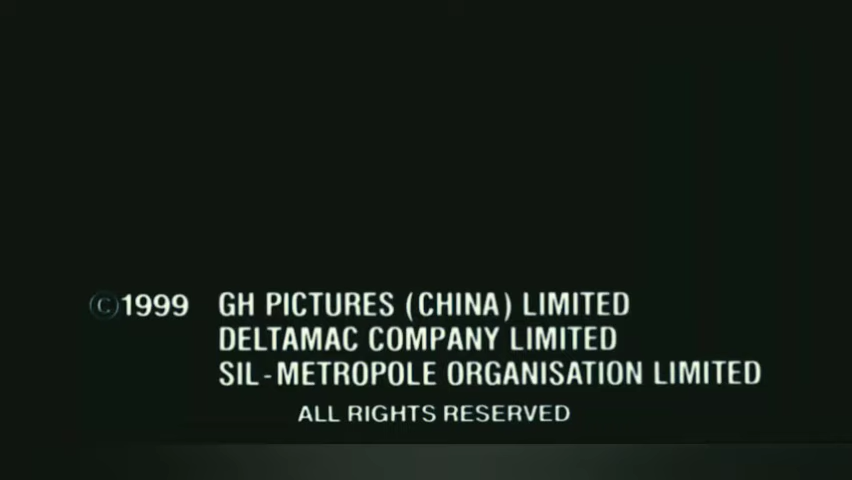 ©1999 GH PICTURES (CHINA) LIMITED
DELTAMAC COMPANY LIMITED
SIL-METROPOLE ORGANISATION LIMITED
ALL RIGHTS RESERVED